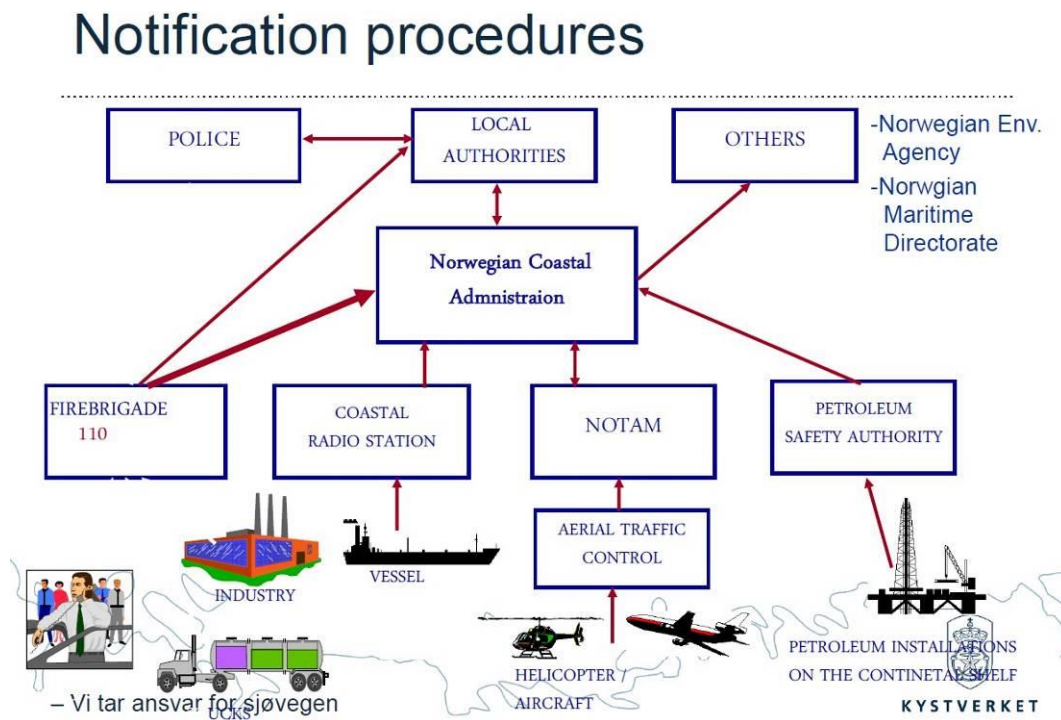 Notification procedures
POLICE
LOCAL
AUTHORITIES
OTHERS
-Norwegian Env.
Agency
-Norwgian
Maritime
Directorate
Norwegian Coastal
Admnistraion
FIREBRIGADE
110
COASTAL
RADIO STATION
NOTAM
PETROLEUM
SAFETY AUTHORITY
AERIAL TRAFFIC
CONTROL
INDUSTRY
VESSEL
HELICOPTER /
AIRCRAFT
PETROLEUM INSTALLATIONS
ON THE CONTINETAL SHELF
– Vi tar ansvar for sjøvegen
UCKS
KYSTVERKET